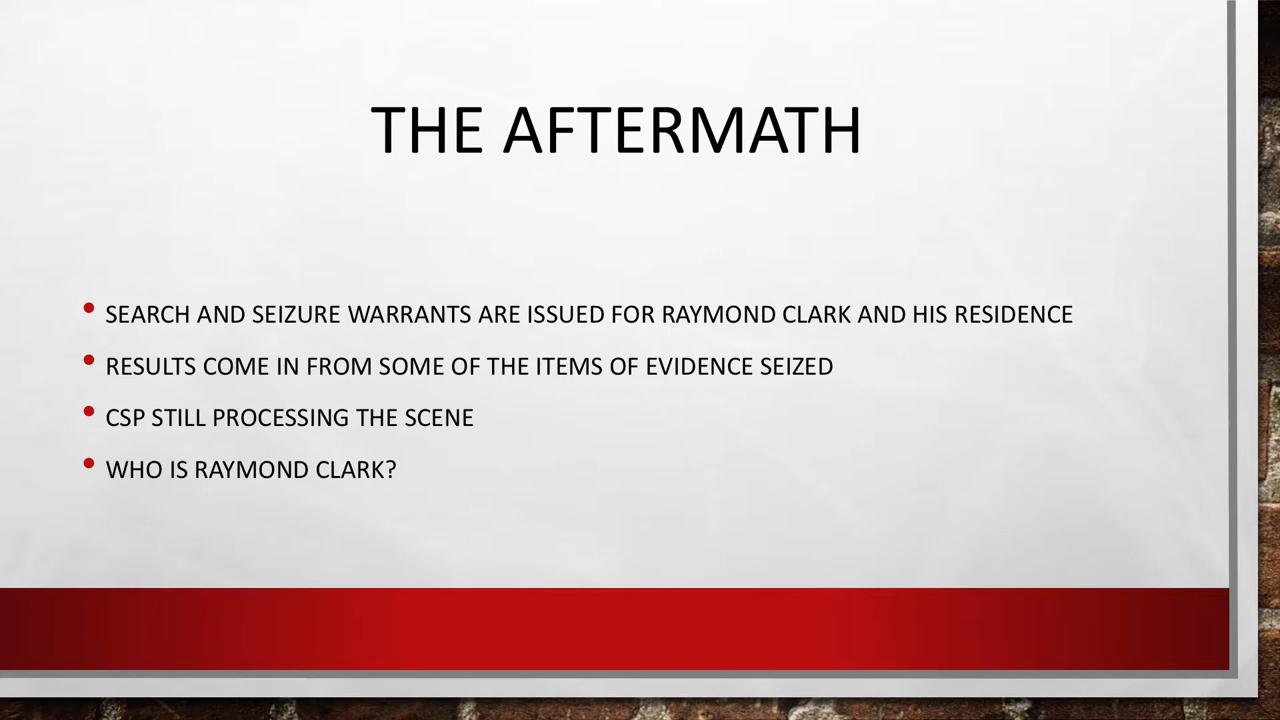 THE AFTERMATH
• SEARCH AND SEIZURE WARRANTS ARE ISSUED FOR RAYMOND CLARK AND HIS RESIDENCE
• RESULTS COME IN FROM SOME OF THE ITEMS OF EVIDENCE SEIZED
• CSP STILL PROCESSING THE SCENE
• WHO IS RAYMOND CLARK?